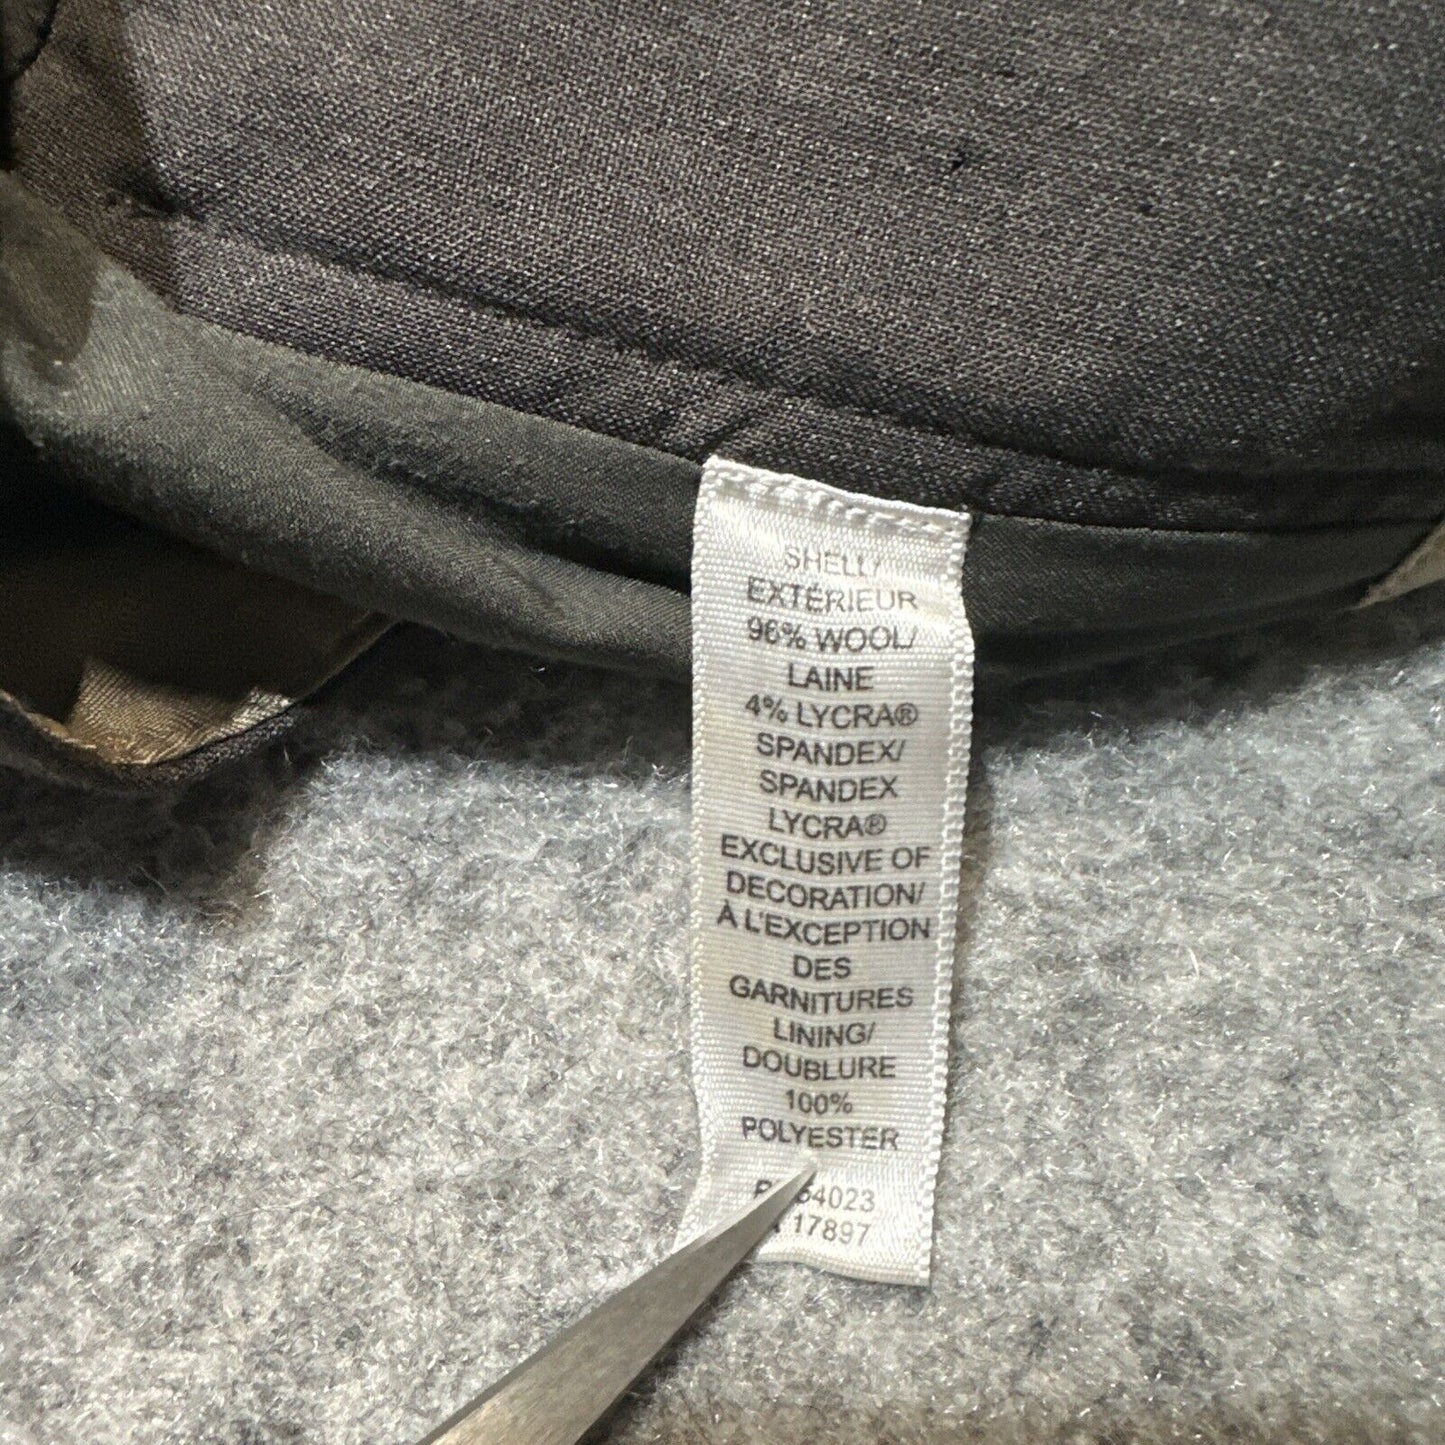 SHELL/
EXTÉRIEUR
96% WOOL/
LAINE
4% LYCRA®
SPANDEX/
SPANDEX
LYCRA®
EXCLUSIVE OF
DECORATION/
À L'EXCEPTION
DES
GARNITURES
LINING/
DOUBLURE
100%
POLYESTER
17897